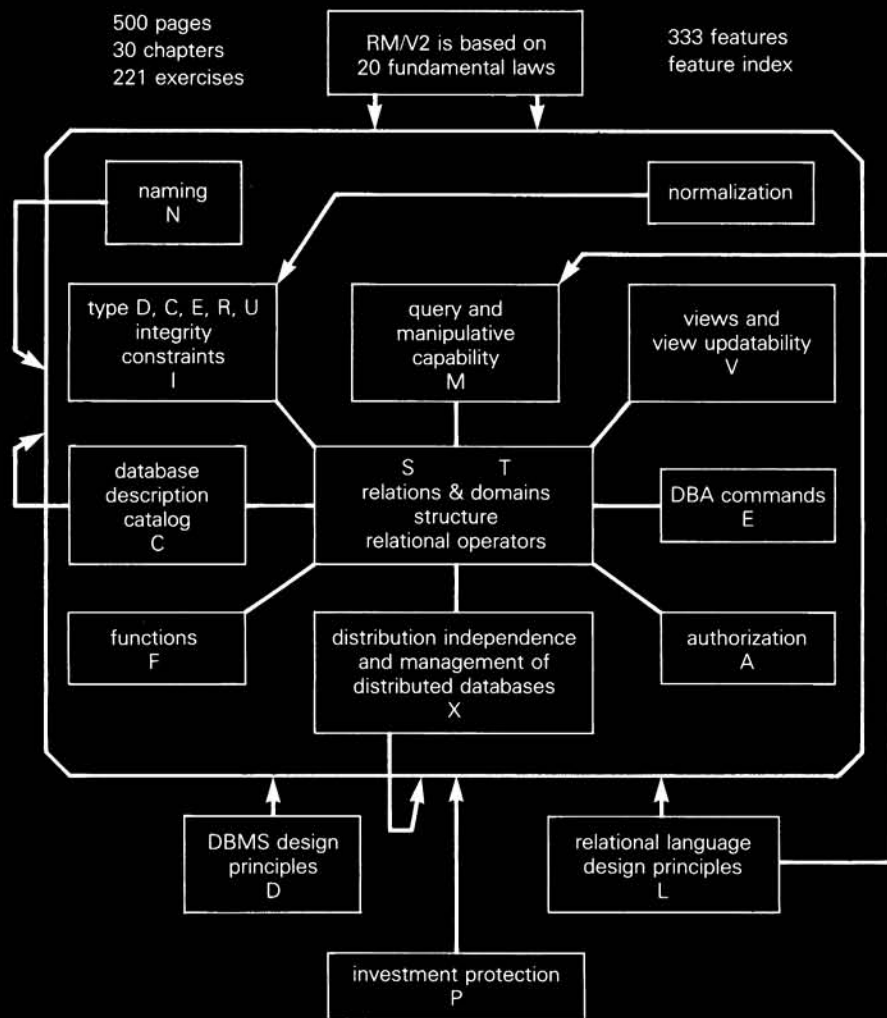 500 pages
30 chapters
221 exercises
RM/V2 is based on
20 fundamental laws
333 features
feature index
naming
N
normalization
type D, C, E, R, U
integrity
constraints
I
query and
manipulative
capability
M
views and
view updatability
V
database
description
catalog
C
S T
relations & domains
structure
relational operators
DBA commands
E
functions
F
distribution independence
and management of
distributed databases
X
authorization
A
DBMS design
principles
D
relational language
design principles
L
investment protection
P